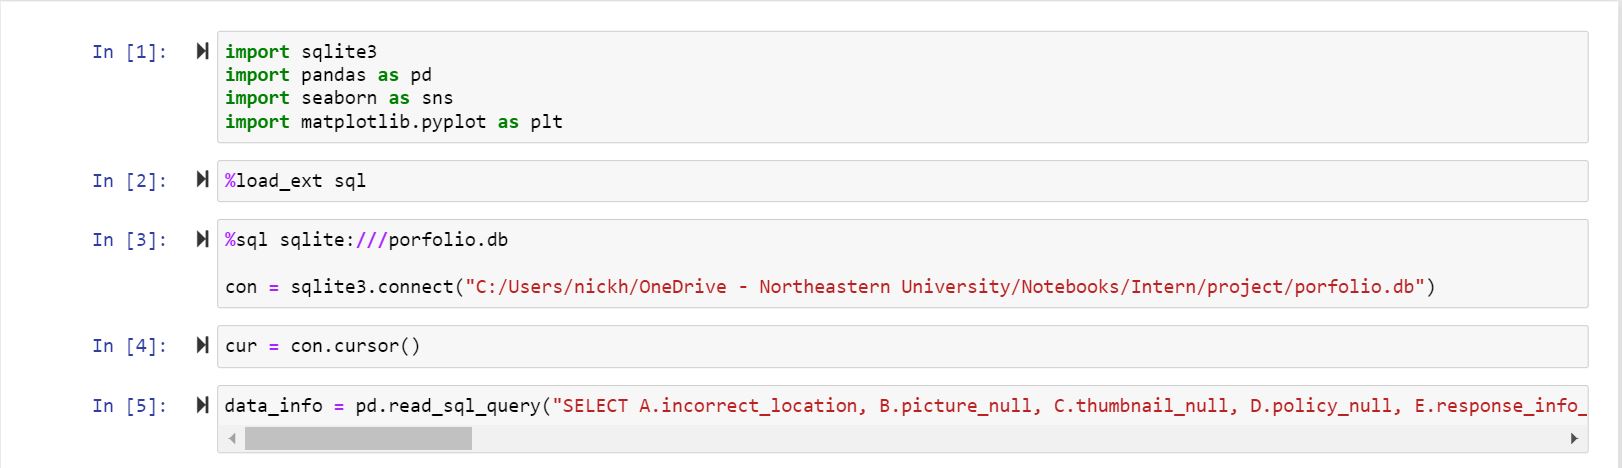 In [1]:
import sqlite3
import pandas as pd
import seaborn as sns
import matplotlib.pyplot as plt
In [2]:
%load_ext sql
In [3]:
%sql sqlite:///porfolio.db
con = sqlite3.connect("C:/Users/nickh/OneDrive - Northeastern University/Notebooks/Intern/project/porfolio.db")
In [4]:
cur = con.cursor()
In [5]:
data_info = pd.read_sql_query("SELECT A.incorrect_location, B.picture_null, C.thumbnail_null, D.policy_null, E.response_info_